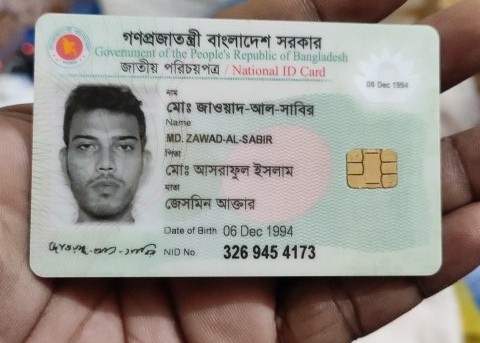 গণপ্রজাতন্ত্রী বাংলাদেশ সরকার
Government of the People's Republic of Bangladesh
জাতীয় পরিচয়পত্র / National ID Card
06 Dec 1994
নাম
মোঃ জাওয়াদ-আল-সাবির
Name
MD. ZAWAD-AL-SABIR
পিতা
মোঃ আসরাফুল ইসলাম
মাতা
জেসমিন আক্তার
Date of Birth 06 Dec 1994
NID No. 326 945 4173